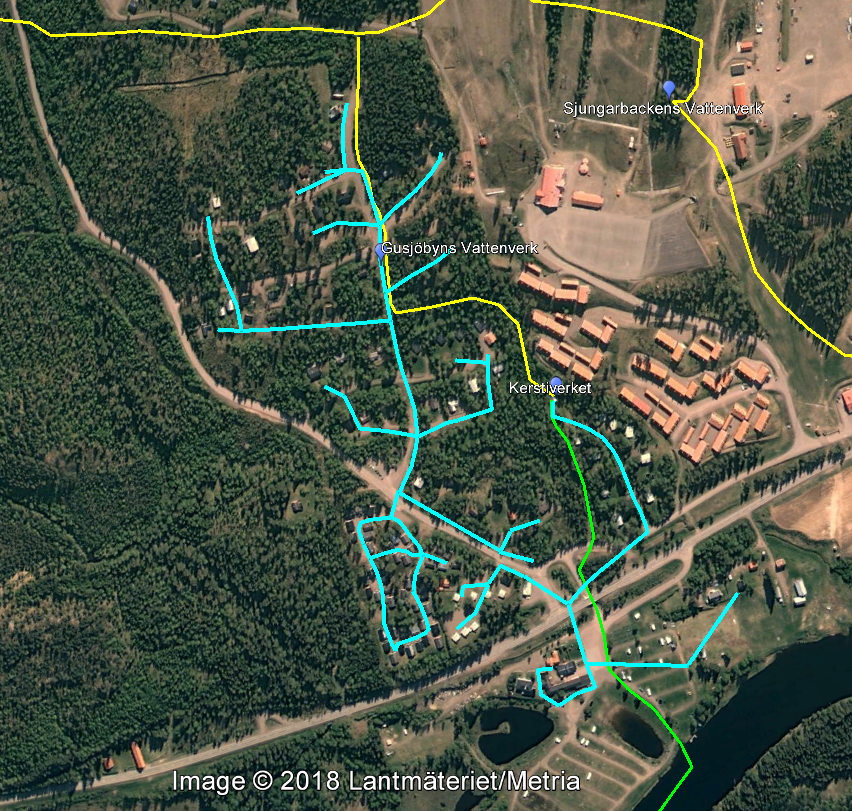 Sjungarbackens Vattenverk
Gusjöbyns Vattenverk
Kerstiverket
Image © 2018 Lantmäteriet/Metria